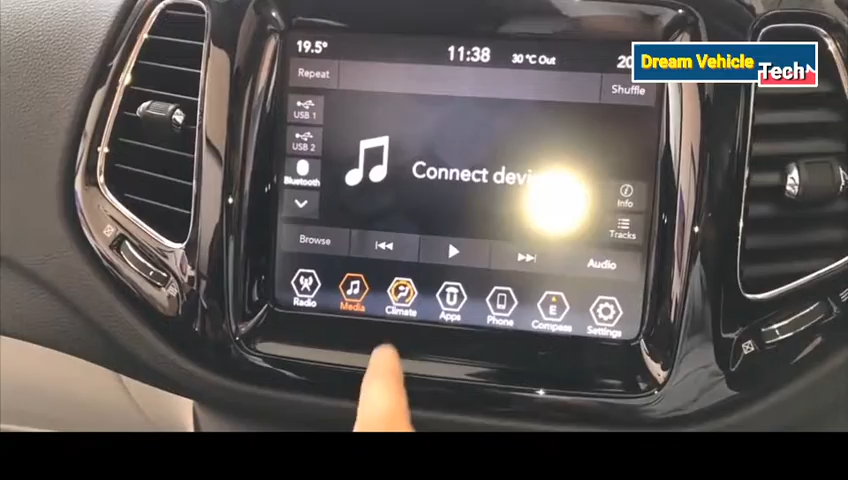 19.5°
11:38
30°C Out
Dream Vehicle
Tech
Repeat
Shuffle
USB 1
USB 2
Bluetooth
Connect
Info
Tracks
Browse
Audio
Radio
Media
Climate
Apps
Phone
E
Compass
Settings